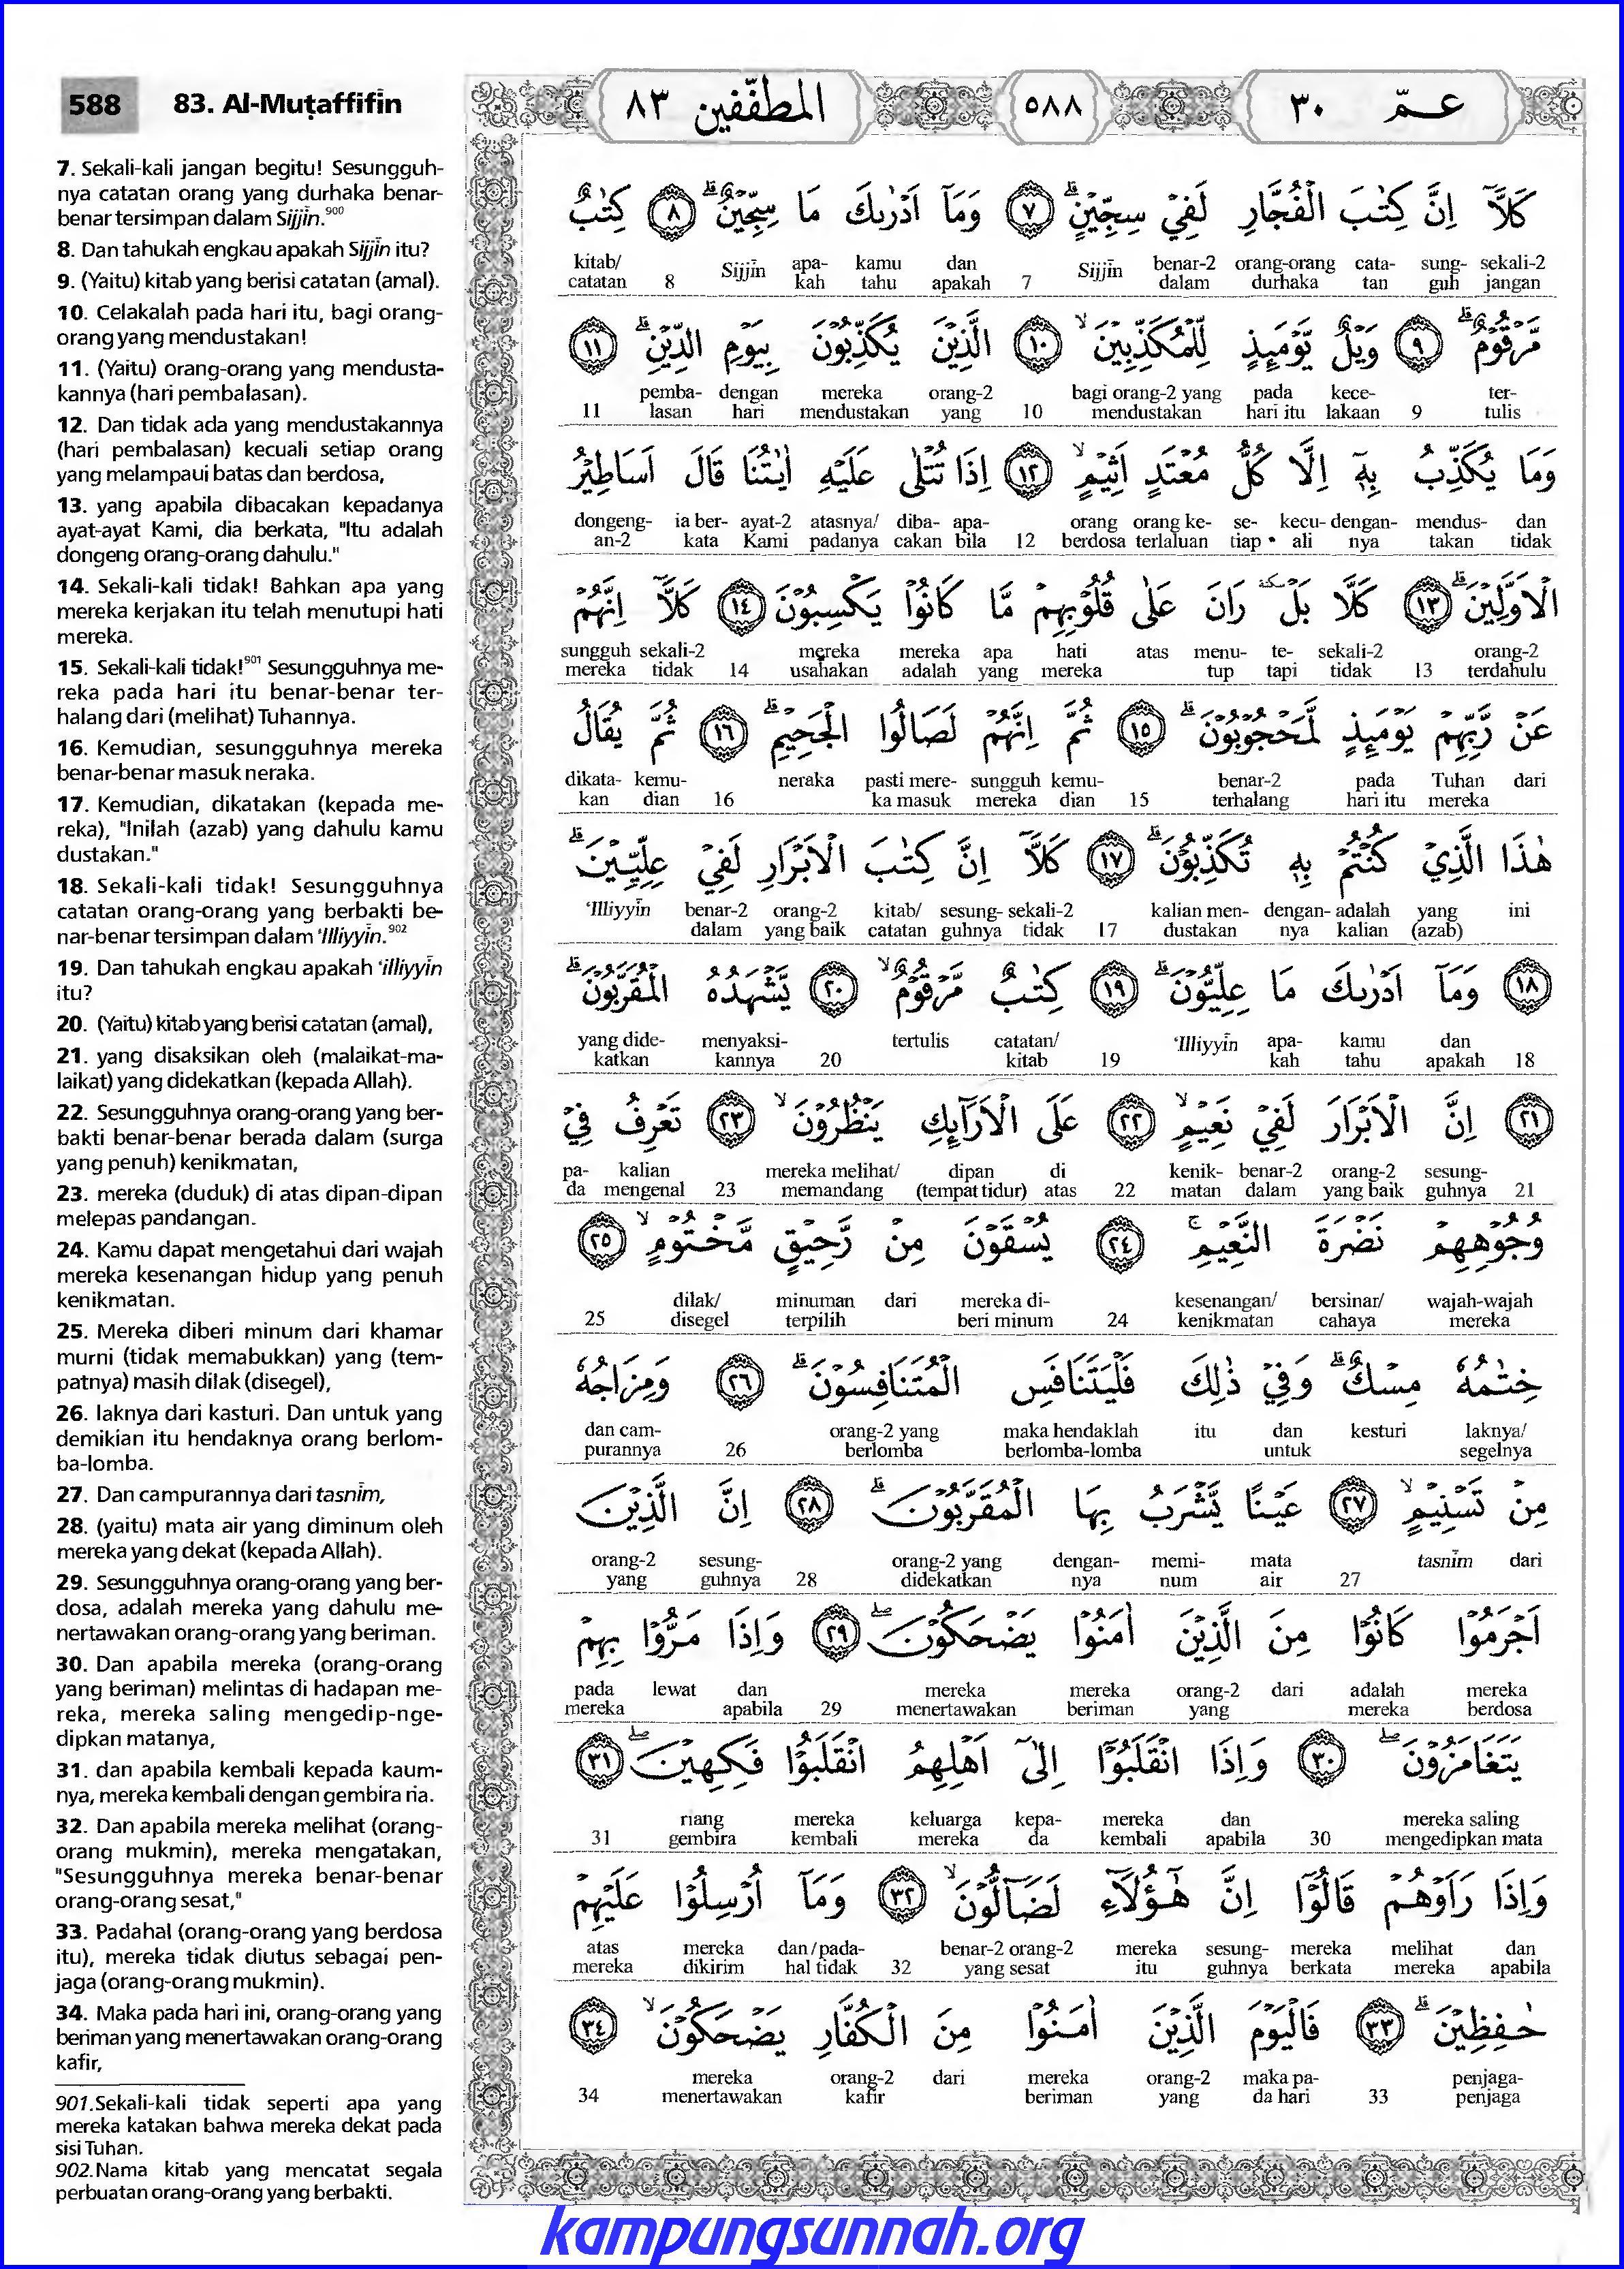 588 83. Al-Muṭaffifīn
7. Sekali-kali jangan begitu! Sesungguh-
nya catatan orang yang durhaka benar-
benar tersimpan dalam Sijjīn.900
8. Dan tahukah engkau apakah Sijjīn itu?
9. (Yaitu) kitab yang berisi catatan (amal).
10. Celakalah pada hari itu, bagi orang-
orang yang mendustakan!
11. (Yaitu) orang-orang yang mendusta-
kannya (hari pembalasan).
12. Dan tidak ada yang mendustakannya
(hari pembalasan) kecuali setiap orang
yang melampaui batas dan berdosa,
13. yang apabila dibacakan kepadanya
ayat-ayat Kami, dia berkata, "Itu adalah
dongeng orang-orang dahulu."
14. Sekali-kali tidak! Bahkan apa yang
mereka kerjakan itu telah menutupi hati
mereka.
15. Sekali-kali tidak!901 Sesungguhnya me-
reka pada hari itu benar-benar ter-
halang dari (melihat) Tuhannya.
16. Kemudian, sesungguhnya mereka
benar-benar masuk neraka.
17. Kemudian, dikatakan (kepada me-
reka), "Inilah (azab) yang dahulu kamu
dustakan."
18. Sekali-kali tidak! Sesungguhnya
catatan orang-orang yang berbakti be-
nar-benar tersimpan dalam 'Illiyyīn.902
19. Dan tahukah engkau apakah 'illiyyīn
itu?
20. (Yaitu) kitab yang berisi catatan (amal),
21. yang disaksikan oleh (malaikat-ma-
laikat) yang didekatkan (kepada Allah).
22. Sesungguhnya orang-orang yang ber-
bakti benar-benar berada dalam (surga
yang penuh) kenikmatan,
23. mereka (duduk) di atas dipan-dipan
melepas pandangan.
24. Kamu dapat mengetahui dari wajah
mereka kesenangan hidup yang penuh
kenikmatan.
25. Mereka diberi minum dari khamar
murni (tidak memabukkan) yang (tem-
patnya) masih dilak (disegel),
26. laknya dari kasturi. Dan untuk yang
demikian itu hendaknya orang berlom-
ba-lomba.
27. Dan campurannya dari tasnīm,
28. (yaitu) mata air yang diminum oleh
mereka yang dekat (kepada Allah).
29. Sesungguhnya orang-orang yang ber-
dosa, adalah mereka yang dahulu me-
nertawakan orang-orang yang beriman.
30. Dan apabila mereka (orang-orang
yang beriman) melintas di hadapan me-
reka, mereka saling mengedip-nge-
dipkan matanya,
31. dan apabila kembali kepada kaum-
nya, mereka kembali dengan gembira ria.
32. Dan apabila mereka melihat (orang-
orang mukmin), mereka mengatakan,
"Sesungguhnya mereka benar-benar
orang-orang sesat,"
33. Padahal (orang-orang yang berdosa
itu), mereka tidak diutus sebagai pen-
jaga (orang-orang mukmin).
34. Maka pada hari ini, orang-orang yang
beriman yang menertawakan orang-orang
kafir,
901.Sekali-kali tidak seperti apa yang
mereka katakan bahwa mereka dekat pada
sisi Tuhan.
902.Nama kitab yang mencatat segala
perbuatan orang-orang yang berbakti.
عـمّ ٣٠ ٥٨٨ المطفّفين ٨٣
كَلَّآ اِنَّ كِتٰبَ الْفُجَّارِ لَفِيْ سِجِّيْنٍۗ ٧ وَمَآ اَدْرٰىكَ مَا سِجِّيْنٌۗ ٨ كِتٰبٌ
kitab/ apa- kamu dan benar-2 orang-orang cata- sung- sekali-2
catatan 8 Sijjīn kah tahu apakah 7 Sijjīn dalam durhaka tan guh jangan
مَّرْقُوْمٌۗ ٩ وَيْلٌ يَّوْمَىِٕذٍ لِّلْمُكَذِّبِيْنَۙ ١٠ الَّذِيْنَ يُكَذِّبُوْنَ بِيَوْمِ الدِّيْنِۗ ١١
pemba- dengan mereka orang-2 bagi orang-2 yang pada kece- ter-
11 lasan hari mendustakan yang 10 mendustakan hari itu lakaan 9 tulis
وَمَا يُكَذِّبُ بِهٖٓ اِلَّا كُلُّ مُعْتَدٍ اَثِيْمٍۙ ١٢ اِذَا تُتْلٰى عَلَيْهِ اٰيٰتُنَا قَالَ اَسَاطِيْرُ
dongeng- ia ber- ayat-2 atasnya/ diba- apa- orang orang ke- se- kecu- dengan- mendus- dan
an-2 kata Kami padanya cakan bila 12 berdosa terlaluan tiap ali nya takan tidak
الْاَوَّلِيْنَۗ ١٣ كَلَّا بَلْ ۜرَانَ عَلٰى قُلُوْبِهِمْ مَّا كَانُوْا يَكْسِبُوْنَ ١٤ كَلَّآ اِنَّهُمْ
sungguh sekali-2 mereka mereka apa hati atas menu- te- sekali-2 orang-2
mereka tidak 14 usahakan adalah yang mereka tup tapi tidak 13 terdahulu
عَنْ رَّبِّهِمْ يَوْمَىِٕذٍ لَّمَحْجُوْبُوْنَۗ ١٥ ثُمَّ اِنَّهُمْ لَصَالُوا الْجَحِيْمِۗ ١٦ ثُمَّ يُقَالُ
dikata- kemu- neraka pasti mere- sungguh kemu- benar-2 pada Tuhan dari
kan dian 16 ka masuk mereka dian 15 terhalang hari itu mereka
هٰذَا الَّذِيْ كُنْتُمْ بِهٖ تُكَذِّبُوْنَۗ ١٧ كَلَّآ اِنَّ كِتٰبَ الْاَبْرَارِ لَفِيْ عِلِّيِّيْنَۗ
'Illiyyīn benar-2 orang-2 kitab/ sesung- sekali-2 kalian men- dengan- adalah yang ini
dalam yang baik catatan guhnya tidak 17 dustakan nya kalian (azab)
١٨ وَمَآ اَدْرٰىكَ مَا عِلِّيُّوْنَۗ ١٩ كِتٰبٌ مَّرْقُوْمٌۙ ٢٠ يَّشْهَدُهُ الْمُقَرَّبُوْنَۗ
yang dide- menyaksi- tertulis catatan/ 'Illiyyīn apa- kamu dan
katkan kannya 20 kitab 19 kah tahu apakah 18
٢١ اِنَّ الْاَبْرَارَ لَفِيْ نَعِيْمٍۙ ٢٢ عَلَى الْاَرَاۤىِٕكِ يَنْظُرُوْنَۙ ٢٣ تَعْرِفُ فِيْ
pa- kalian mereka melihat/ dipan di kenik- benar-2 orang-2 sesung-
da mengenal 23 memandang (tempat tidur) atas 22 matan dalam yang baik guhnya 21
وُجُوْهِهِمْ نَضْرَةَ النَّعِيْمِۚ ٢٤ يُسْقَوْنَ مِنْ رَّحِيْقٍ مَّخْتُوْمٍۙ ٢٥
dilak/ minuman dari mereka di- kesenangan/ bersinar/ wajah-wajah
25 disegel terpilih beri minum 24 kenikmatan cahaya mereka
خِتٰمُهٗ مِسْكٌۗ وَفِيْ ذٰلِكَ فَلْيَتَنَافَسِ الْمُتَنَافِسُوْنَۗ ٢٦ وَمِزَاجُهٗ
dan cam- orang-2 yang maka hendaklah itu dan kesturi laknya/
purannya 26 berlomba berlomba-lomba untuk segelnya
مِنْ تَسْنِيْمٍۙ ٢٧ عَيْنًا يَّشْرَبُ بِهَا الْمُقَرَّبُوْنَۗ ٢٨ اِنَّ الَّذِيْنَ
orang-2 sesung- orang-2 yang dengan- memi- mata tasnīm dari
yang guhnya 28 didekatkan nya num air 27
اَجْرَمُوْا كَانُوْا مِنَ الَّذِيْنَ اٰمَنُوْا يَضْحَكُوْنَۖ ٢٩ وَاِذَا مَرُّوْا بِهِمْ
pada lewat dan mereka mereka orang-2 dari adalah mereka
mereka apabila 29 menertawakan beriman yang mereka berdosa
يَتَغَامَزُوْنَۖ ٣٠ وَاِذَا انْقَلَبُوْٓا اِلٰٓى اَهْلِهِمُ انْقَلَبُوْا فَكِهِيْنَۖ ٣١
riang mereka keluarga kepa- mereka dan mereka saling
31 gembira kembali mereka da kembali apabila 30 mengedipkan mata
وَاِذَا رَاَوْهُمْ قَالُوْٓا اِنَّ هٰٓؤُلَاۤءِ لَضَاۤلُّوْنَۙ ٣٢ وَمَآ اُرْسِلُوْا عَلَيْهِمْ
atas mereka dan/pada- benar-2 orang-2 mereka sesung- mereka melihat dan
mereka dikirim hal tidak 32 yang sesat itu guhnya berkata mereka apabila
حٰفِظِيْنَۗ ٣٣ فَالْيَوْمَ الَّذِيْنَ اٰمَنُوْا مِنَ الْكُفَّارِ يَضْحَكُوْنَۙ ٣٤
mereka orang-2 dari mereka orang-2 maka pa- penjaga-
34 menertawakan kafir beriman yang da hari 33 penjaga
kampungsunnah.org